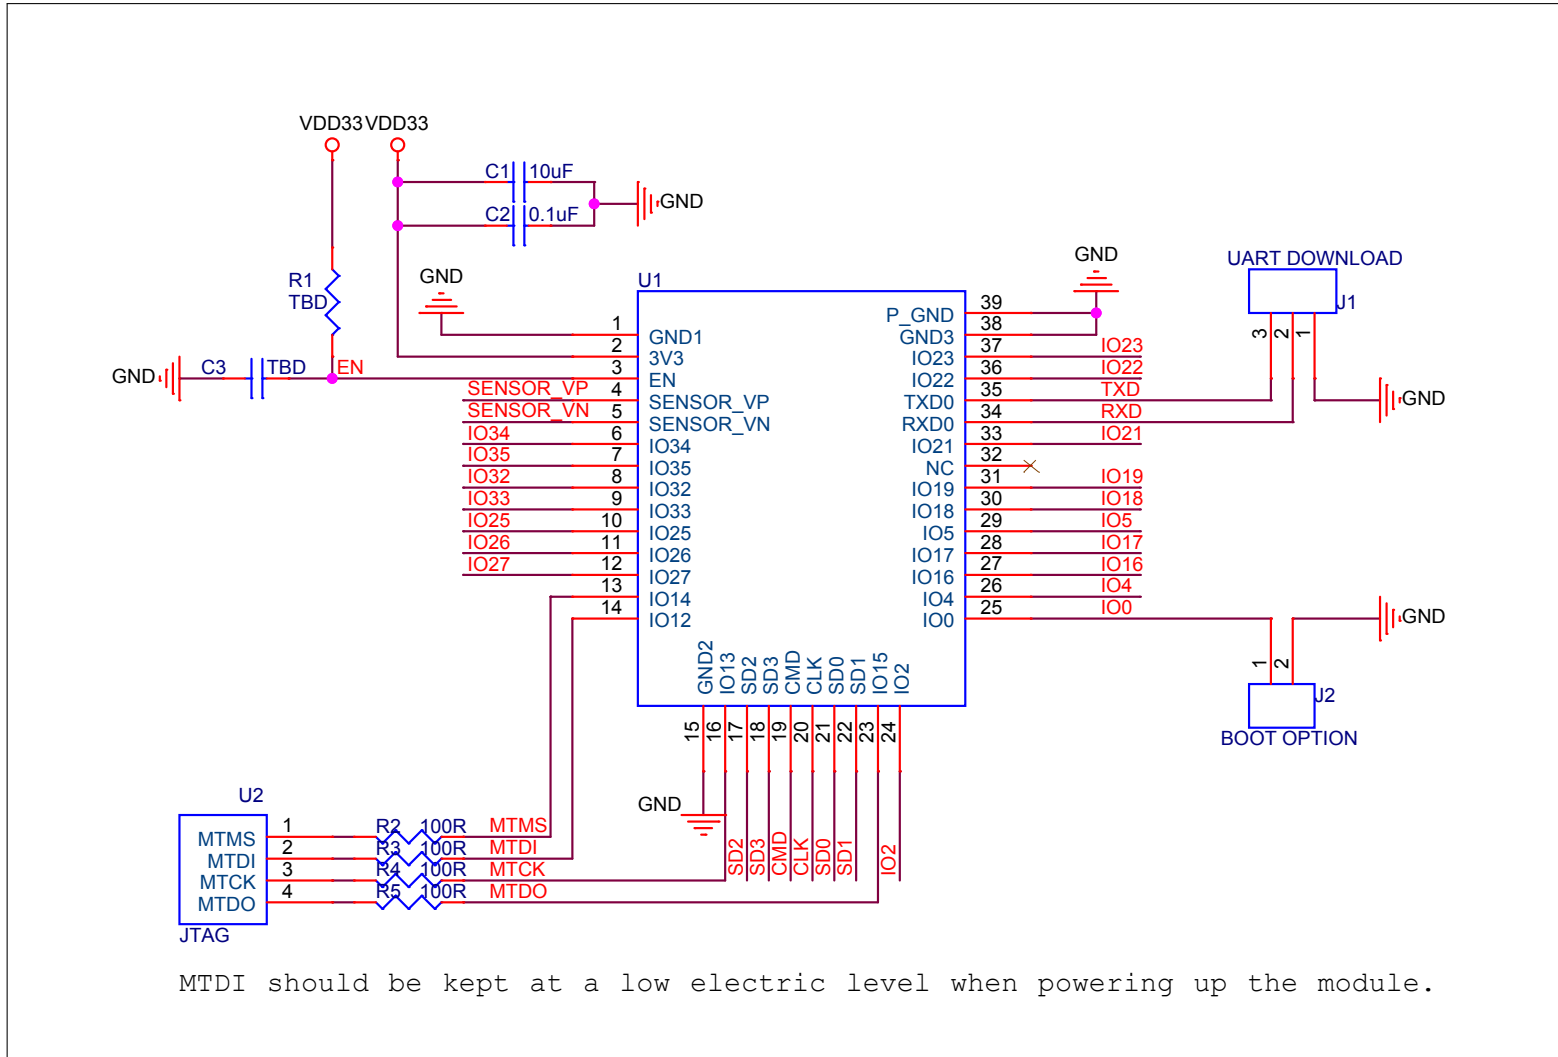 VDD33 VDD33
C1 10uF
GND
C2 0.1uF
R1
TBD
GND
C3 TBD EN
GND
U1
1 GND1
2 3V3
3 EN
SENSOR_VP 4 SENSOR_VP
SENSOR_VN 5 SENSOR_VN
IO34 6 IO34
IO35 7 IO35
IO32 8 IO32
IO33 9 IO33
IO25 10 IO25
IO26 11 IO26
IO27 12 IO27
13 IO14
14 IO12
GND
P_GND 39
GND3 38
IO23 37 IO23
IO22 36 IO22
TXD0 35 TXD
RXD0 34 RXD
IO21 33 IO21
NC 32
IO19 31 IO19
IO18 30 IO18
IO5 29 IO5
IO17 28 IO17
IO16 27 IO16
IO4 26 IO4
IO0 25 IO0
UART DOWNLOAD
J1
3 2 1
GND
GND
1 2
J2
BOOT OPTION
GND2 IO13 SD2 SD3 CMD CLK SD0 SD1 IO15 IO2
15 16 17 18 19 20 21 22 23 24
GND
SD2 SD3 CMD CLK SD0 SD1 IO2
U2
MTMS 1 R2 100R MTMS
MTDI 2 R3 100R MTDI
MTCK 3 R4 100R MTCK
MTDO 4 R5 100R MTDO
JTAG
MTDI should be kept at a low electric level when powering up the module.